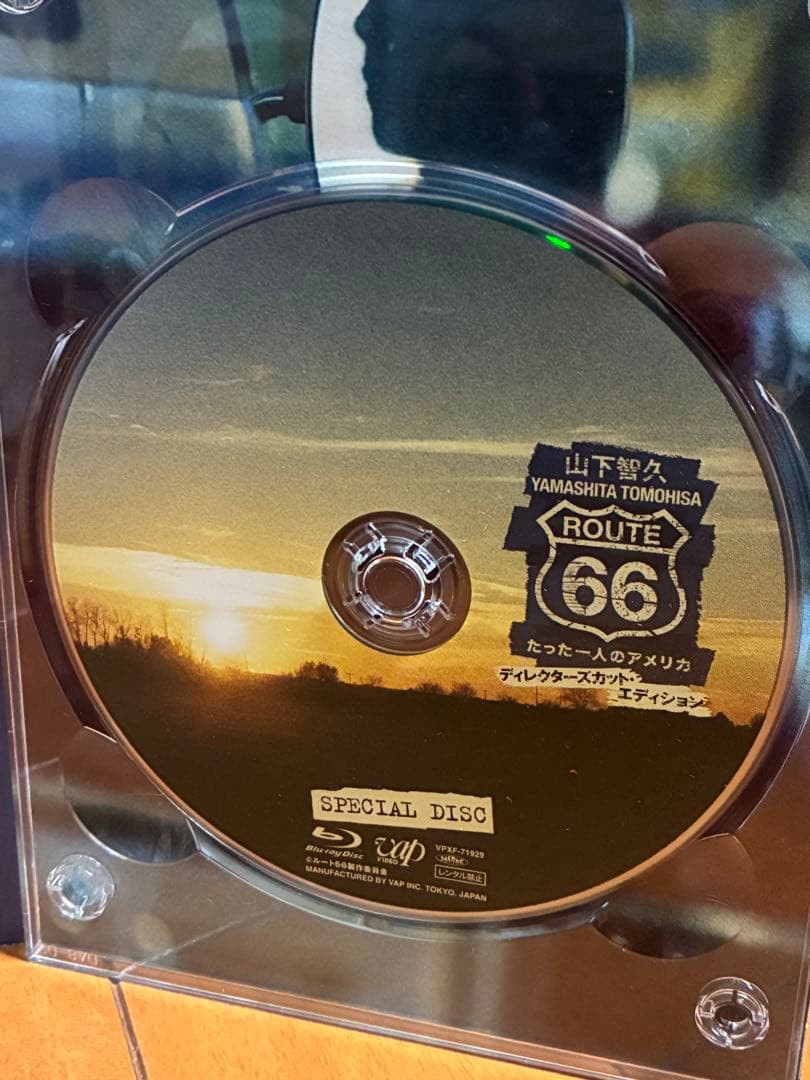 山下智久
YAMASHITA TOMOHISA
ROUTE
66
たった一人のアメリカ
ディレクターズカット・
エディション
SPECIAL DISC
Blu-ray Disc
vap
VIDEO
VPXF-71929
レンタル禁止
©ルート66製作委員会
MANUFACTURED BY VAP INC. TOKYO. JAPAN